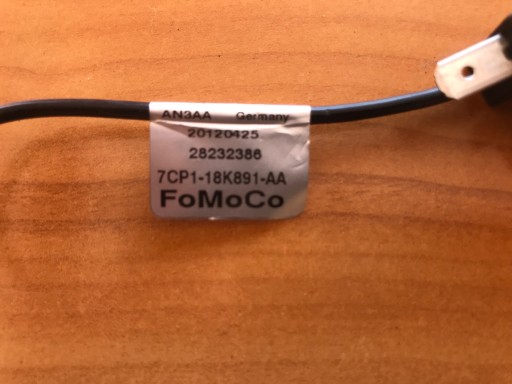 AN3AA Germany
20120425
28232386
7CP1-18K891-AA
FoMoCo